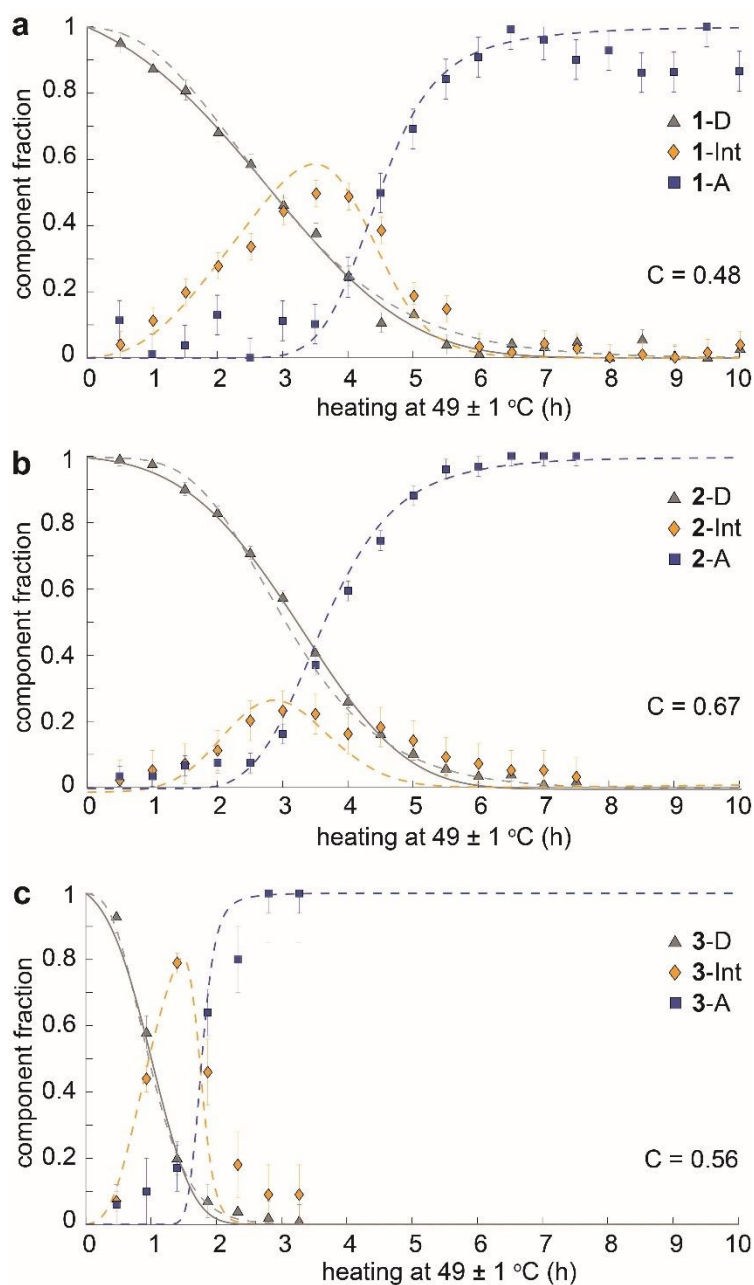 a
1
0.8
0.6
0.4
0.2
0
component fraction
1-D
1-Int
1-A
C = 0.48
0 1 2 3 4 5 6 7 8 9 10
heating at 49 ± 1 °C (h)
b
1
0.8
0.6
0.4
0.2
0
component fraction
2-D
2-Int
2-A
C = 0.67
0 1 2 3 4 5 6 7 8 9 10
heating at 49 ± 1 °C (h)
c
1
0.8
0.6
0.4
0.2
0
component fraction
3-D
3-Int
3-A
C = 0.56
0 1 2 3 4 5 6 7 8 9 10
heating at 49 ± 1 °C (h)